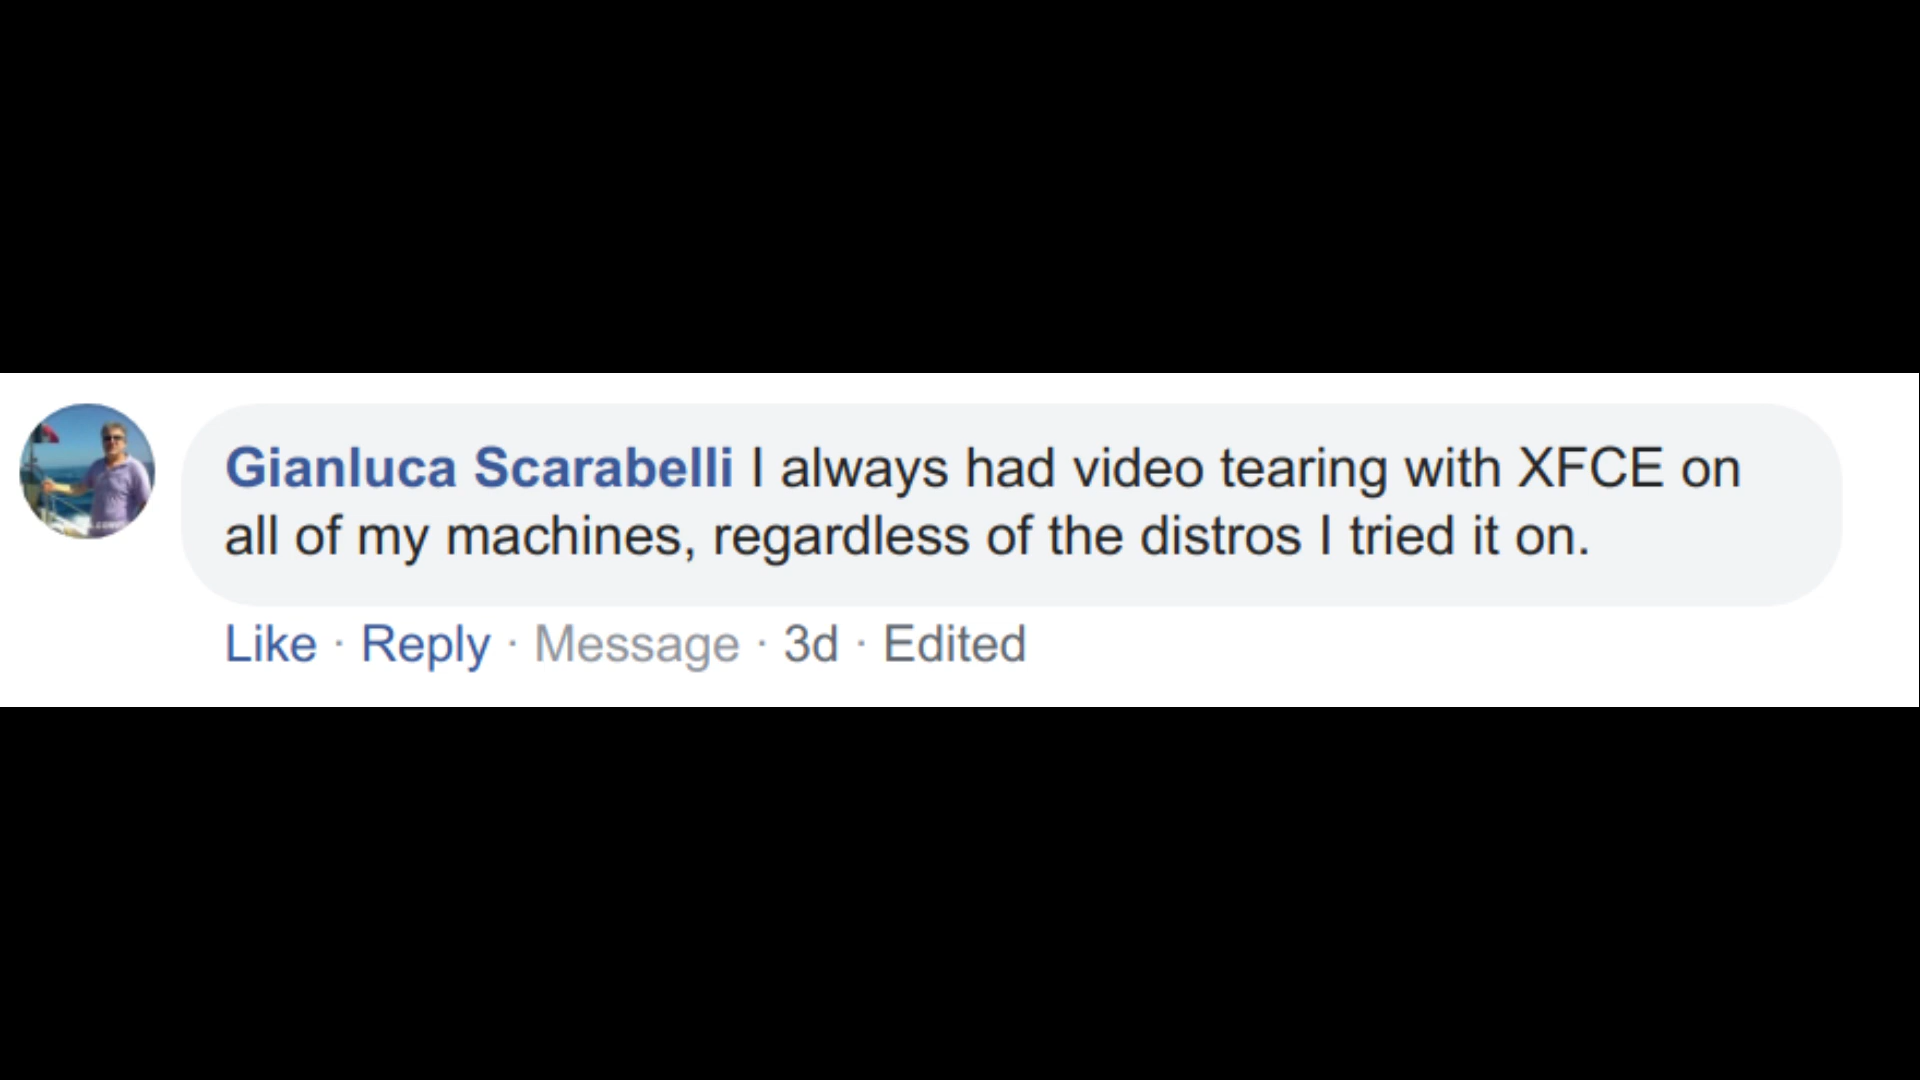 Gianluca Scarabelli I always had video tearing with XFCE on
all of my machines, regardless of the distros I tried it on.
Like · Reply · Message · 3d · Edited